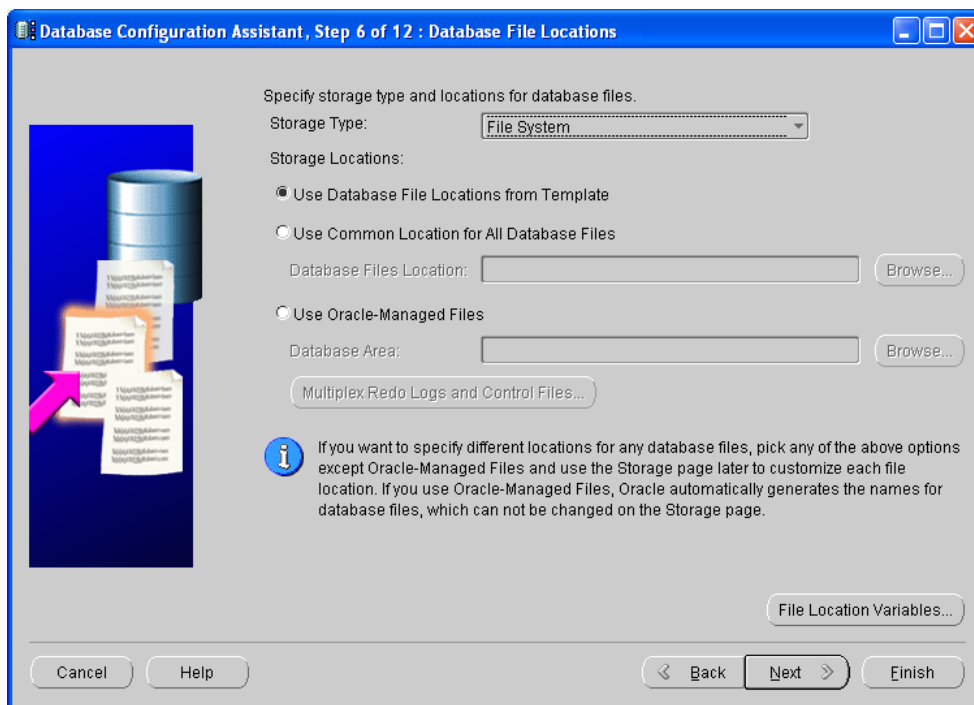 Database Configuration Assistant, Step 6 of 12 : Database File Locations
Specify storage type and locations for database files.
Storage Type:
File System
Storage Locations:
Use Database File Locations from Template
Use Common Location for All Database Files
Database Files Location:
Browse...
Use Oracle-Managed Files
Database Area:
Browse...
Multiplex Redo Logs and Control Files...
If you want to specify different locations for any database files, pick any of the above options
except Oracle-Managed Files and use the Storage page later to customize each file
location. If you use Oracle-Managed Files, Oracle automatically generates the names for
database files, which can not be changed on the Storage page.
File Location Variables...
Cancel
Help
Back
Next
Finish